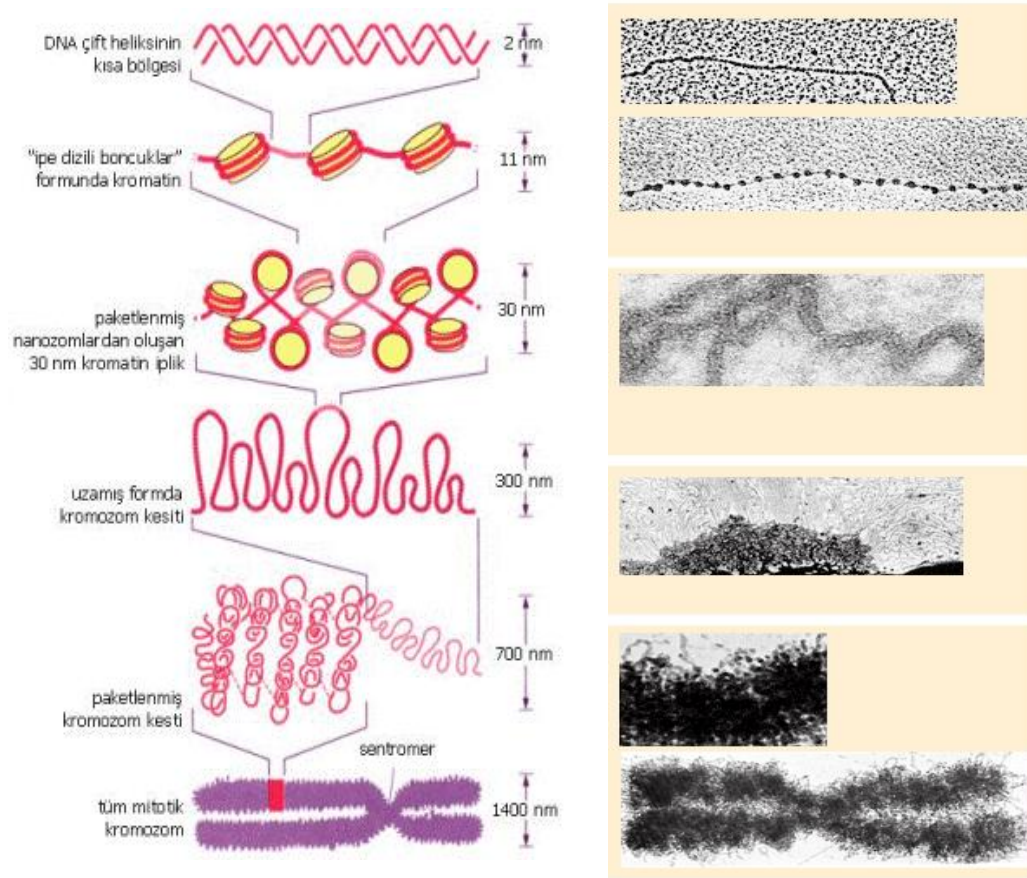 DNA çift heliksinin
kısa bölgesi
2 nm
"ipe dizili boncuklar"
formunda kromatin
11 nm
paketlenmiş
nanozomlardan oluşan
30 nm kromatin iplik
30 nm
uzamış formda
kromozom kesiti
300 nm
paketlenmiş
kromozom kesti
700 nm
sentromer
tüm mitotik
kromozom
1400 nm